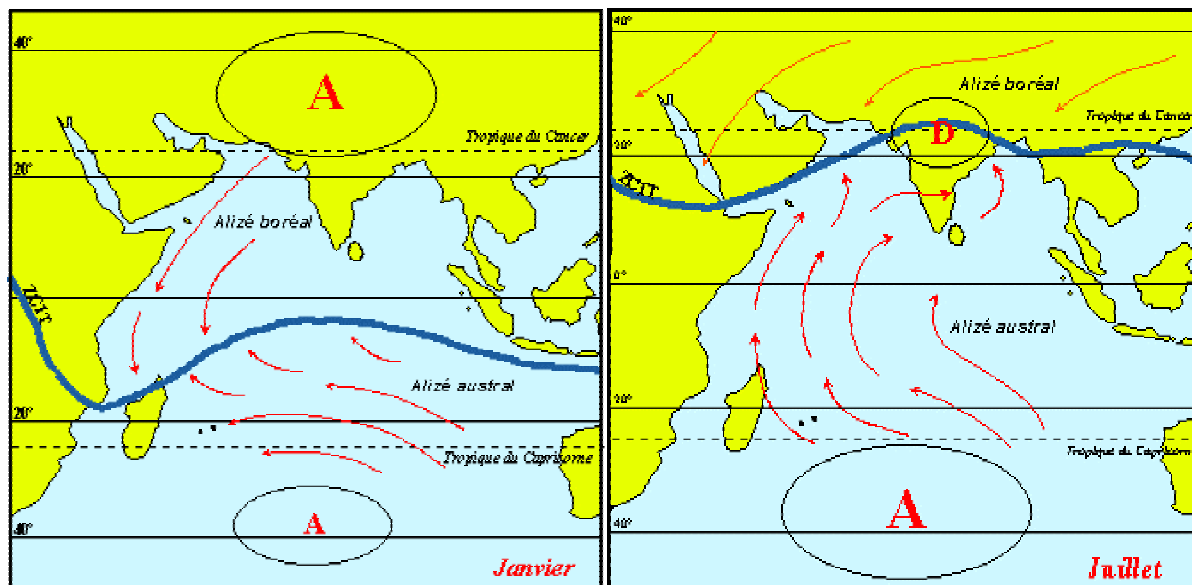 40°
A
Tropique du Cancer
20°
Alizé boréal
ZCIT
Alizé austral
20°
Tropique du Capricorne
A
40°
Janvier
40°
Alizé boréal
Tropique du Cancer
D
20°
ZCIT
0°
Alizé austral
20°
Tropique du Capricorne
A
40°
Juillet